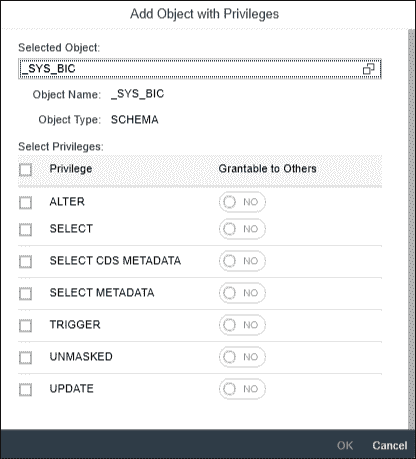 Add Object with Privileges
Selected Object:
_SYS_BIC
Object Name: _SYS_BIC
Object Type: SCHEMA
Select Privileges:
Privilege Grantable to Others
ALTER NO
SELECT NO
SELECT CDS METADATA NO
SELECT METADATA NO
TRIGGER NO
UNMASKED NO
UPDATE NO
OK Cancel